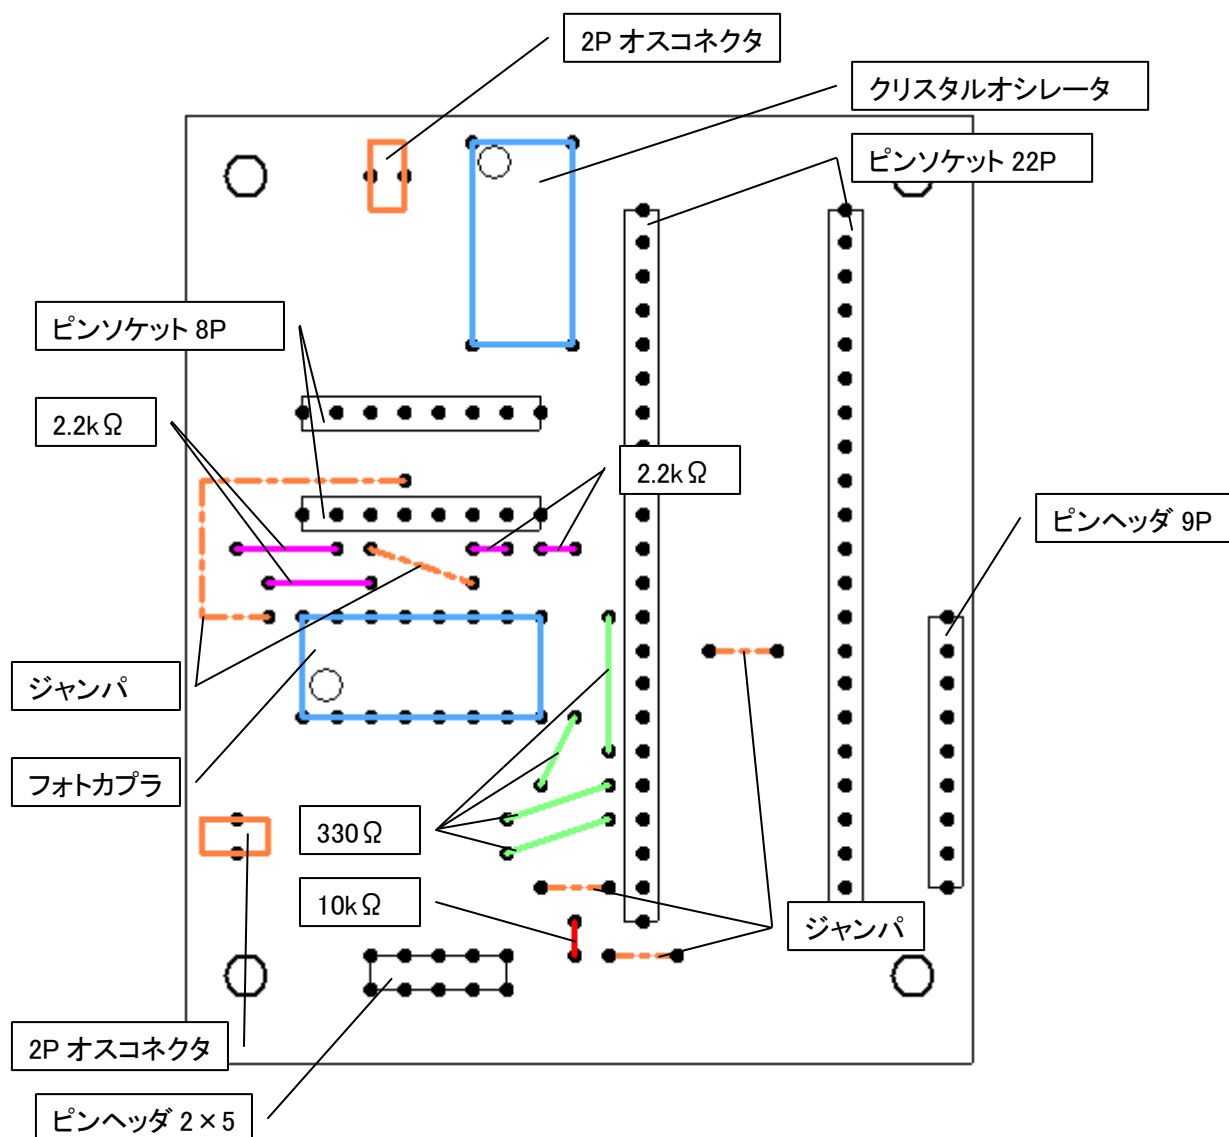 2P オスコネクタ
クリスタルオシレータ
ピンソケット 22P
ピンソケット 8P
2.2kΩ
2.2kΩ
ピンヘッダ 9P
ジャンパ
フォトカプラ
330Ω
10kΩ
ジャンパ
2P オスコネクタ
ピンヘッダ 2×5